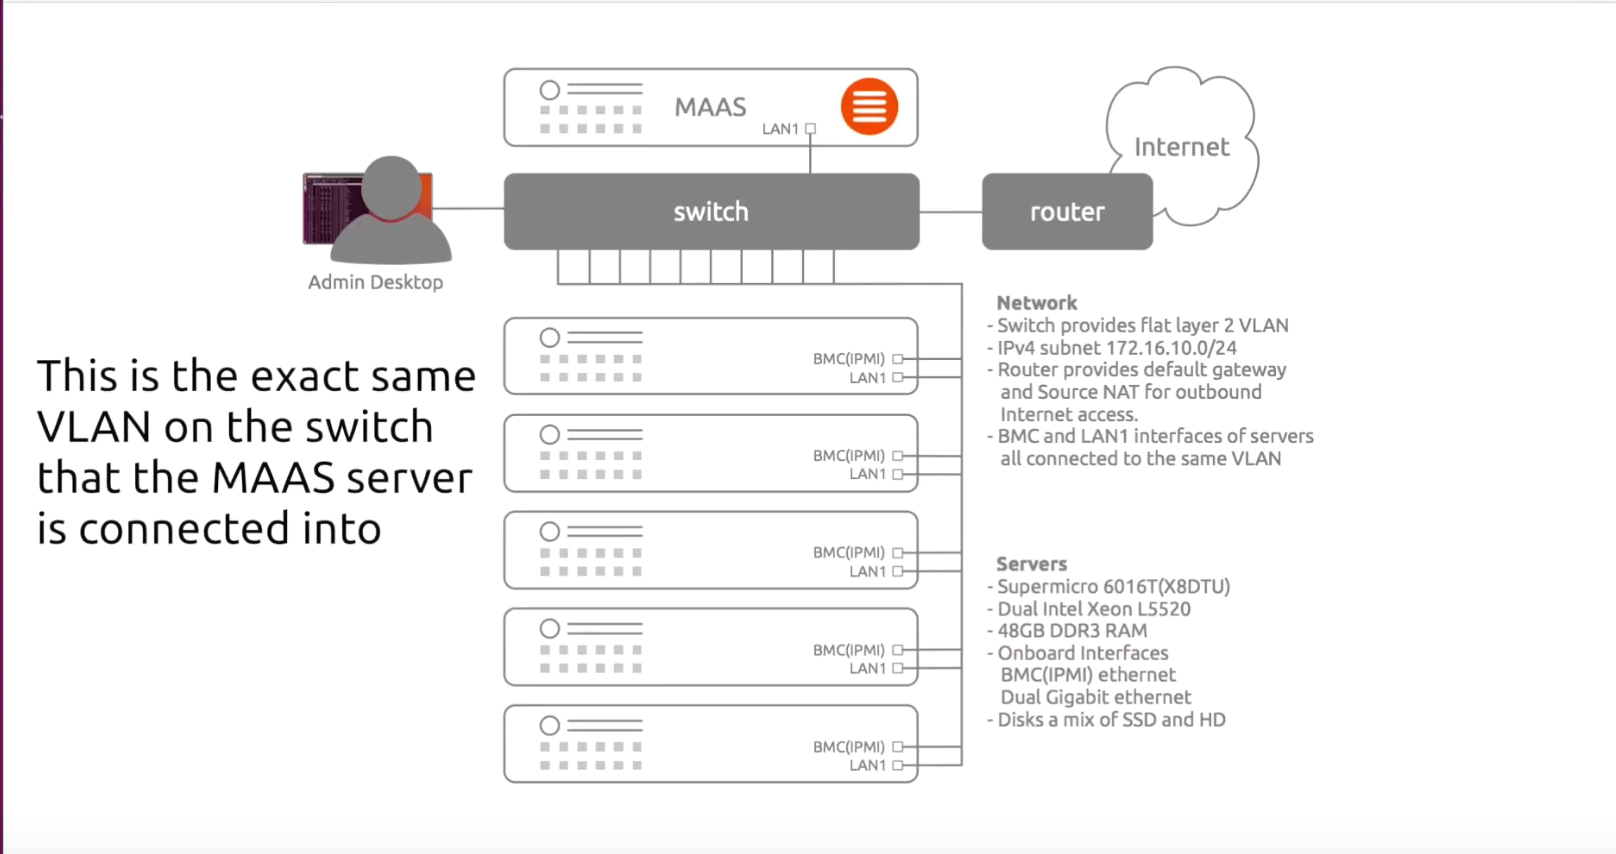 MAAS
LAN1
Internet
switch
router
Admin Desktop
This is the exact same
VLAN on the switch
that the MAAS server
is connected into
BMC(IPMI)
LAN1
BMC(IPMI)
LAN1
BMC(IPMI)
LAN1
BMC(IPMI)
LAN1
BMC(IPMI)
LAN1
Network
- Switch provides flat layer 2 VLAN
- IPv4 subnet 172.16.10.0/24
- Router provides default gateway
and Source NAT for outbound
Internet access.
- BMC and LAN1 interfaces of servers
all connected to the same VLAN
Servers
- Supermicro 6016T(X8DTU)
- Dual Intel Xeon L5520
- 48GB DDR3 RAM
- Onboard Interfaces
BMC(IPMI) ethernet
Dual Gigabit ethernet
- Disks a mix of SSD and HD